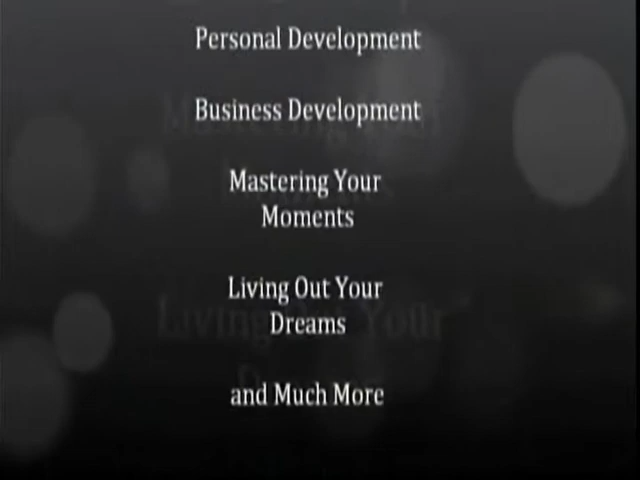 Personal Development
Business Development
Mastering Your
Moments
Living Out Your
Dreams
and Much More